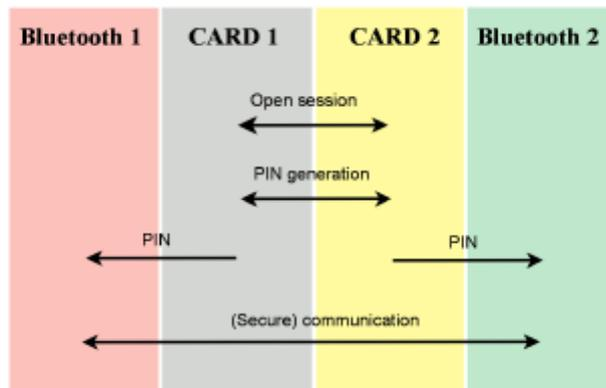 Bluetooth 1 CARD 1 CARD 2 Bluetooth 2
Open session
PIN generation
PIN PIN
(Secure) communication